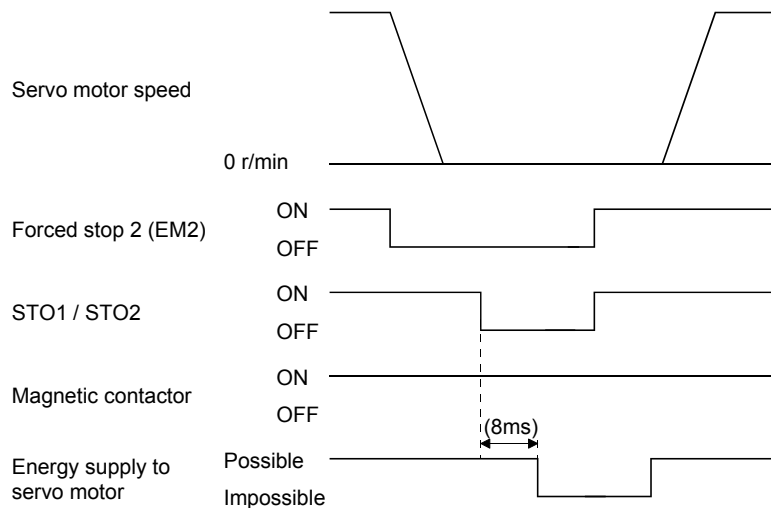 Servo motor speed
0 r/min
Forced stop 2 (EM2)
ON
OFF
STO1 / STO2
ON
OFF
Magnetic contactor
ON
OFF
(8ms)
Energy supply to
servo motor
Possible
Impossible